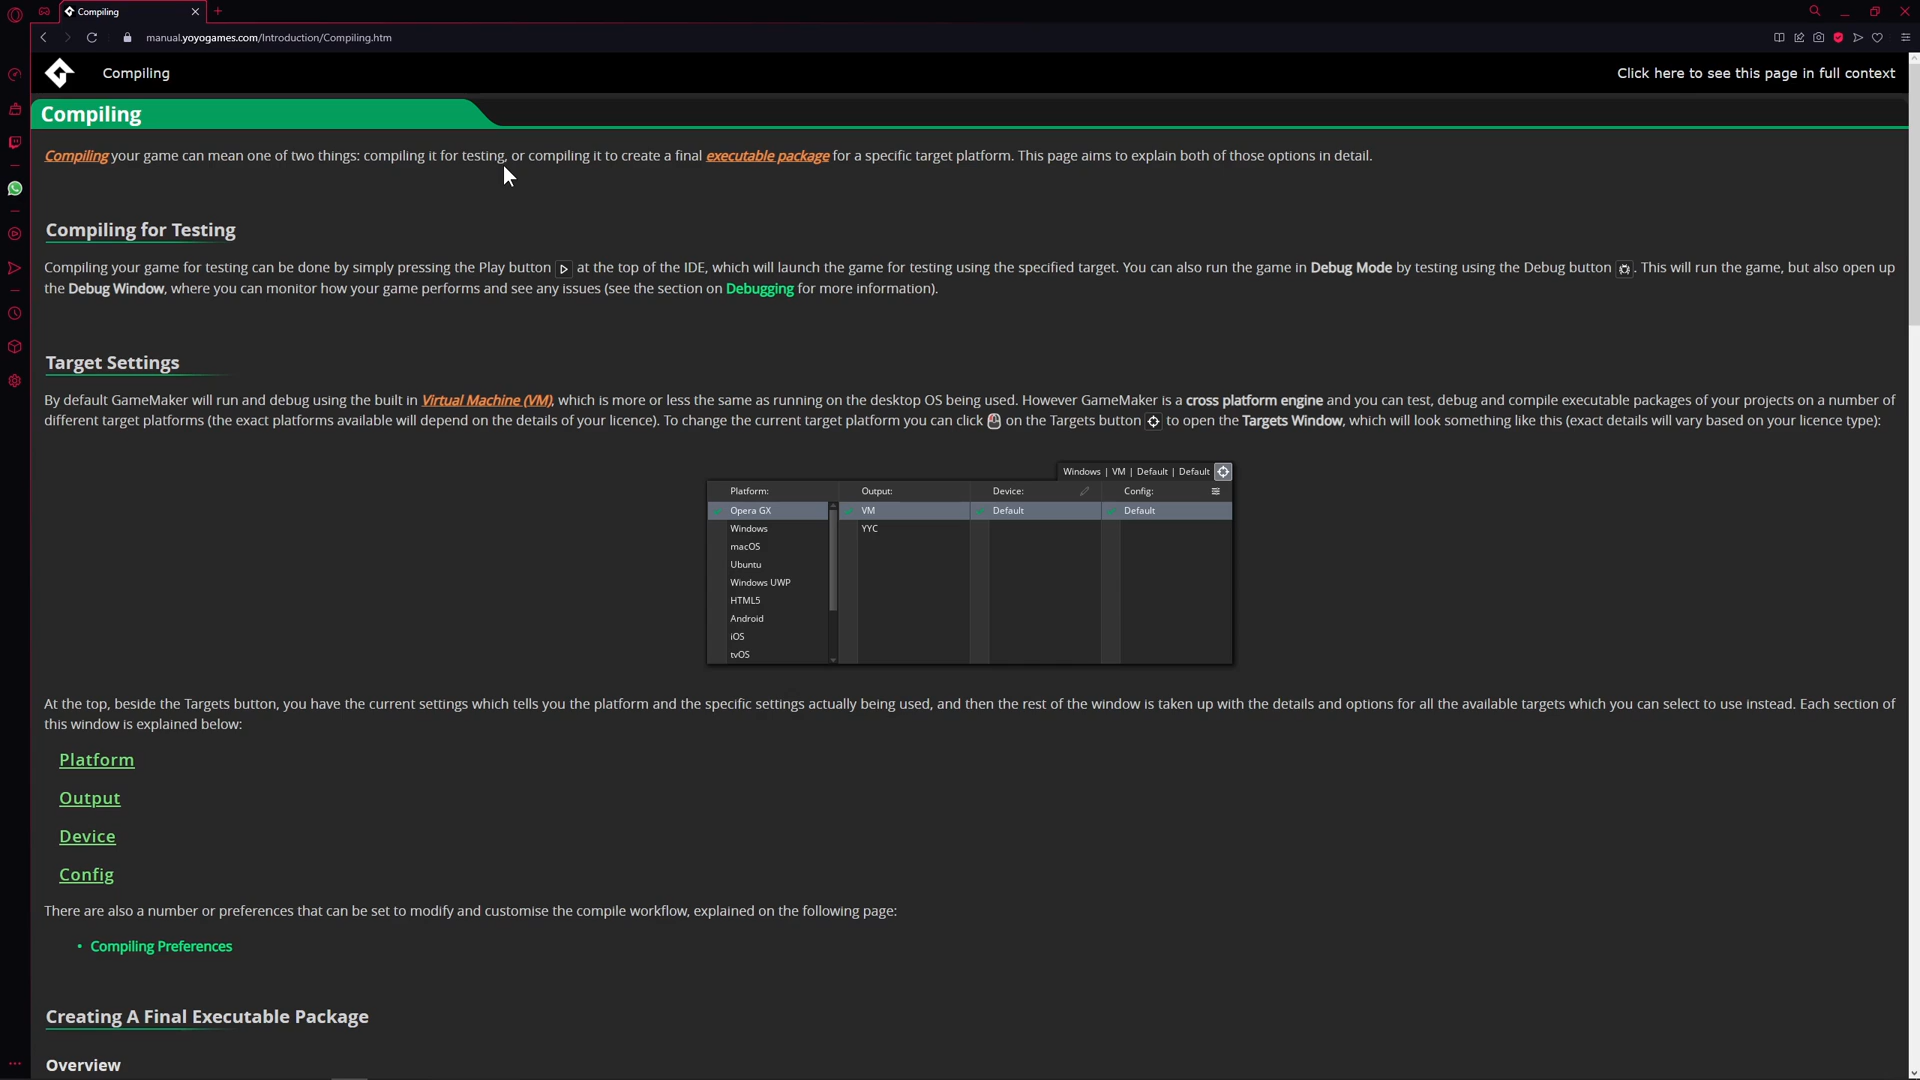 Compiling
manual.yoyogames.com/Introduction/Compiling.htm
Compiling
Click here to see this page in full context
Compiling
Compiling your game can mean one of two things: compiling it for testing, or compiling it to create a final executable package for a specific target platform. This page aims to explain both of those options in detail.
Compiling for Testing
Compiling your game for testing can be done by simply pressing the Play button at the top of the IDE, which will launch the game for testing using the specified target. You can also run the game in Debug Mode by testing using the Debug button . This will run the game, but also open up
the Debug Window, where you can monitor how your game performs and see any issues (see the section on Debugging for more information).
Target Settings
By default GameMaker will run and debug using the built in Virtual Machine (VM), which is more or less the same as running on the desktop OS being used. However GameMaker is a cross platform engine and you can test, debug and compile executable packages of your projects on a number of
different target platforms (the exact platforms available will depend on the details of your licence). To change the current target platform you can click on the Targets button to open the Targets Window, which will look something like this (exact details will vary based on your licence type):
Windows | VM | Default | Default
Platform: Output: Device: Config:
Opera GX VM Default Default
Windows YYC
macOS
Ubuntu
Windows UWP
HTML5
Android
iOS
tvOS
At the top, beside the Targets button, you have the current settings which tells you the platform and the specific settings actually being used, and then the rest of the window is taken up with the details and options for all the available targets which you can select to use instead. Each section of
this window is explained below:
Platform
Output
Device
Config
There are also a number or preferences that can be set to modify and customise the compile workflow, explained on the following page:
• Compiling Preferences
Creating A Final Executable Package
Overview